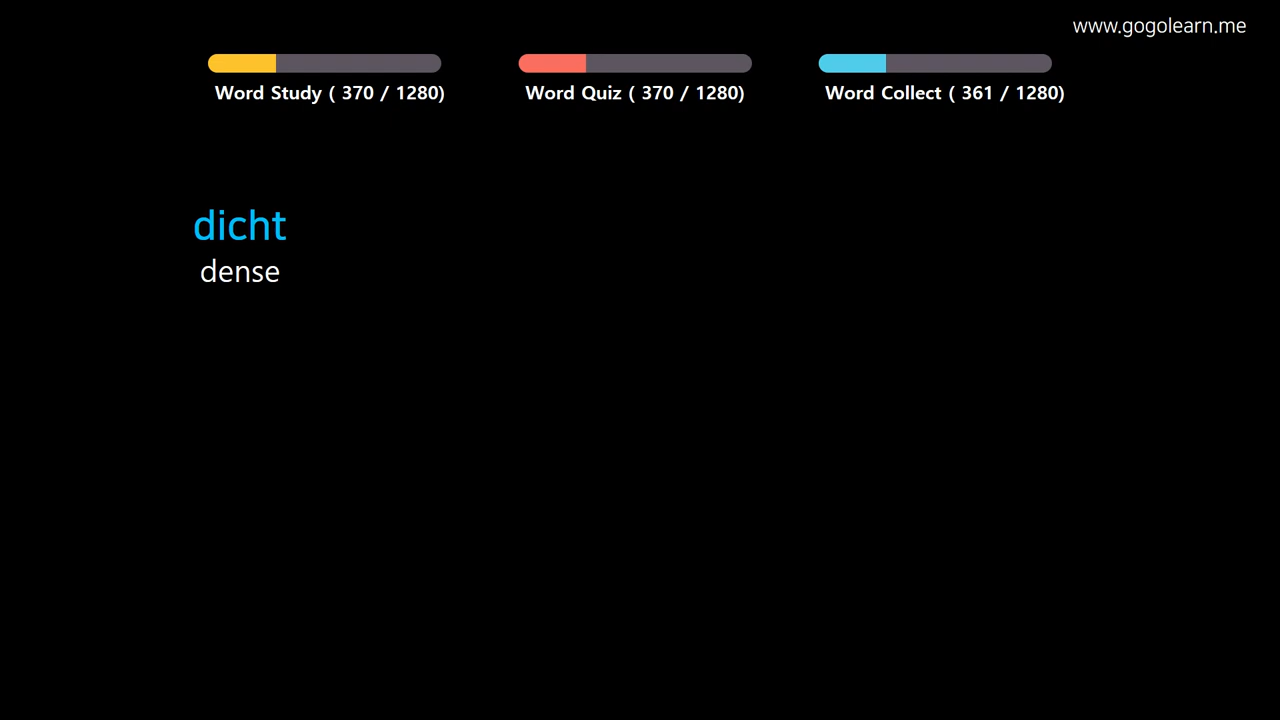 www.gogolearn.me
Word Study ( 370 / 1280)
Word Quiz ( 370 / 1280)
Word Collect ( 361 / 1280)
dicht
dense